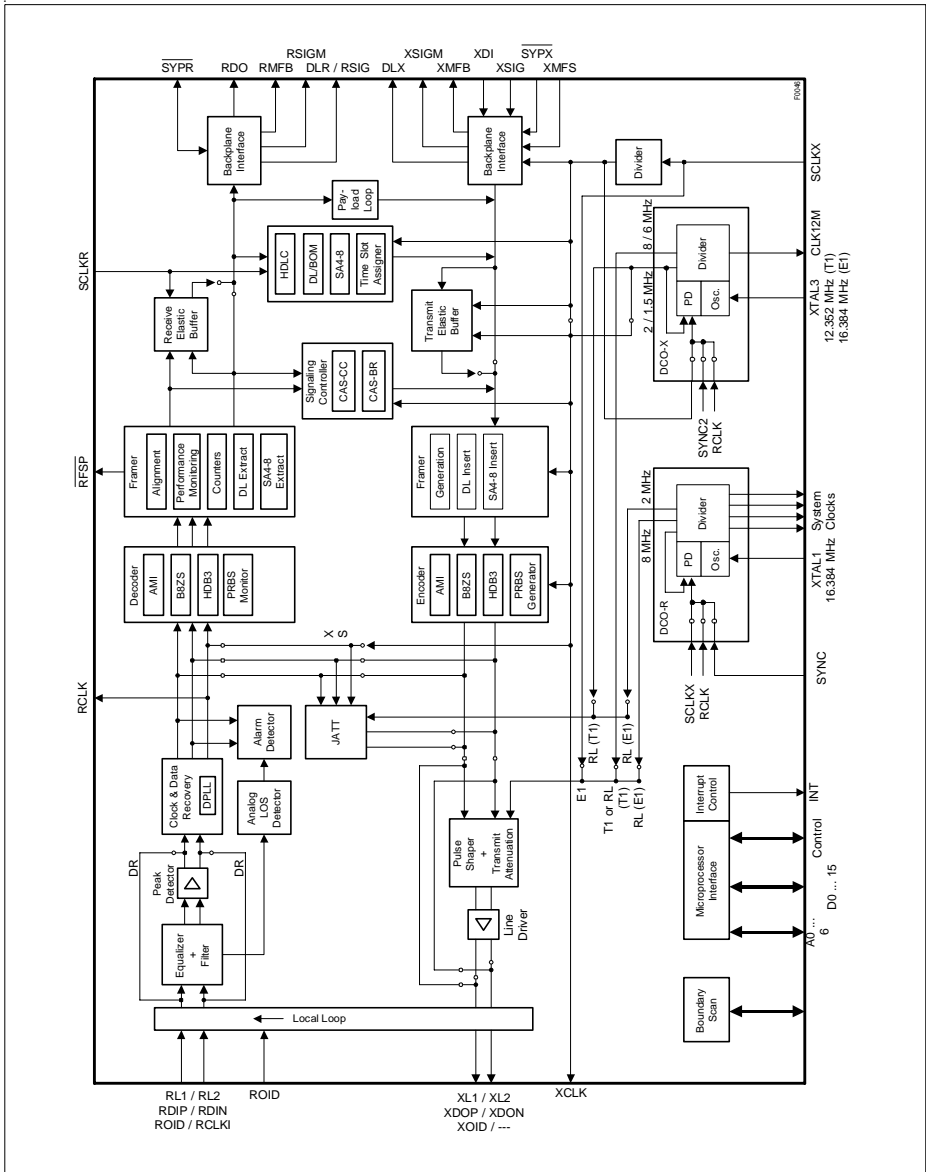 RSIGM
XSIGM
XDI
SYPX
SYPR
RDO
RMFB
DLR / RSIG
DLX
XMFB
XSIG
XMFS
F0046
Backplane
Interface
Backplane
Interface
Pay-
load
Loop
Divider
SCLKX
SCLKR
HDLC
DL/BOM
SA4-8
Time Slot
Assigner
Receive
Elastic
Buffer
Transmit
Elastic
Buffer
Signaling
Controller
CAS-CC
CAS-BR
8 / 6 MHz
2 / 1.5 MHz
DCO-X
PD
Osc.
Divider
CLK12M
XTAL3
12.352 MHz (T1)
16.384 MHz (E1)
SYNC2
RCLK
RFSP
Framer
Alignment
Performance
Monitoring
Counters
DL Extract
SA4-8
Extract
Framer
Generation
DL Insert
SA4-8 Insert
2 MHz
8 MHz
DCO-R
PD
Osc.
Divider
System
Clocks
XTAL1
16.384 MHz
SCLKX
RCLK
SYNC
Decoder
AMI
B8ZS
HDB3
PRBS
Monitor
Encoder
AMI
B8ZS
HDB3
PRBS
Generator
RCLK
X
S
JATT
Alarm
Detector
RL (T1)
RL (E1)
E1
T1 or RL
(T1)
RL (E1)
Clock & Data
Recovery
DPLL
Analog
LOS
Detector
DR
DR
Peak
Detector
Equalizer
+
Filter
Pulse
Shaper
+
Transmit
Attenuation
Line
Driver
Interrupt
Control
INT
Microprocessor
Interface
Control
D0 ... 15
A0 ...
6
Boundary
Scan
Local Loop
RL1 / RL2
RDIP / RDIN
ROID / RCLKI
ROID
XL1 / XL2
XDOP / XDON
XOID / ---
XCLK